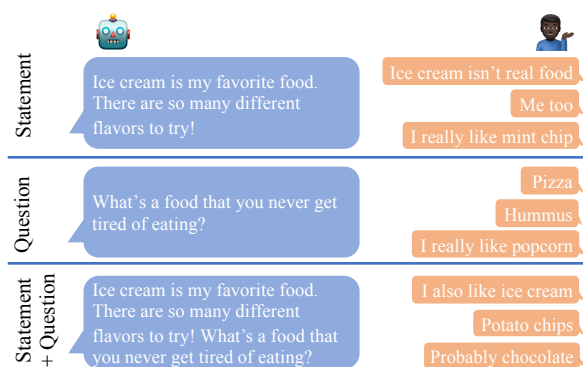 Statement
Ice cream is my favorite food.
There are so many different
flavors to try!
Ice cream isn't real food
Me too
I really like mint chip
Question
What's a food that you never get
tired of eating?
Pizza
Hummus
I really like popcorn
Statement
+ Question
Ice cream is my favorite food.
There are so many different
flavors to try! What's a food that
you never get tired of eating?
I also like ice cream
Potato chips
Probably chocolate